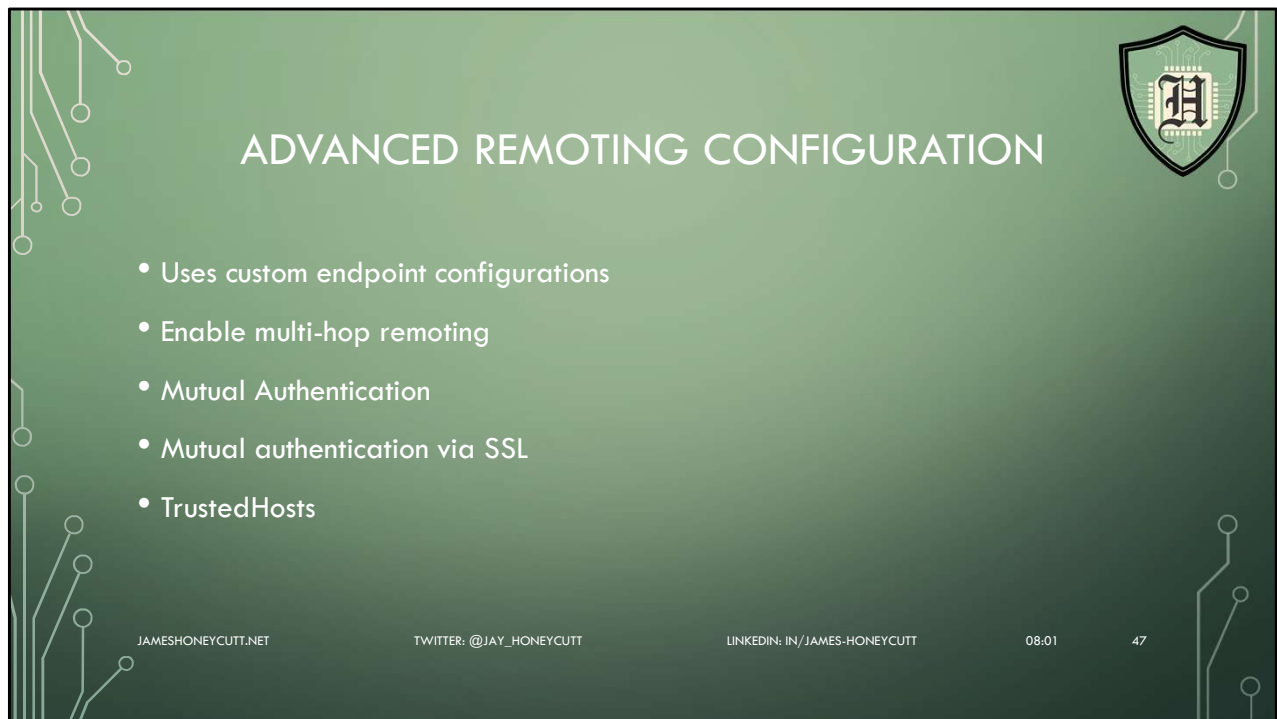 H
ADVANCED REMOTING CONFIGURATION
• Uses custom endpoint configurations
• Enable multi-hop remoting
• Mutual Authentication
• Mutual authentication via SSL
• TrustedHosts
JAMESHONEYCUTT.NET TWITTER: @JAY_HONEYCUTT LINKEDIN: IN/JAMES-HONEYCUTT 08:01 47